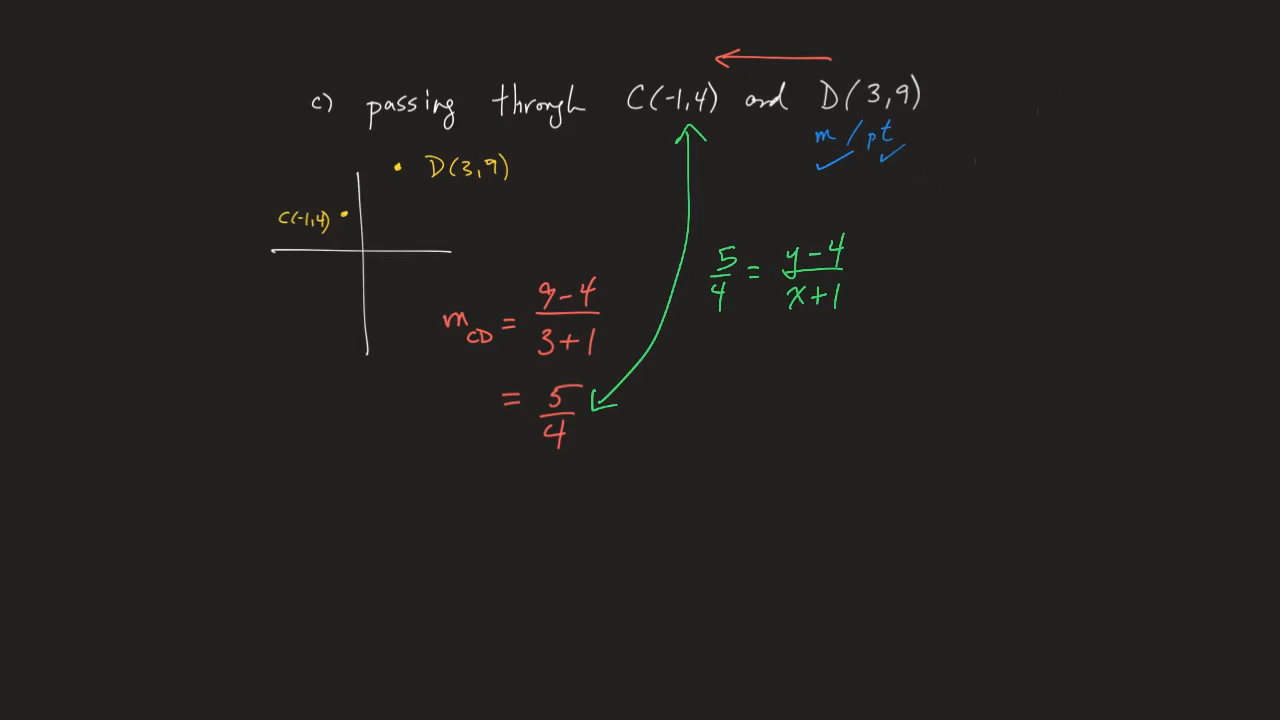 c) passing through C(-1,4) and D(3,9)
m / pt
D(3,9)
C(-1,4)
m_CD = (9-4)/(3+1)
= 5/4
5/4 = (y-4)/(x+1)